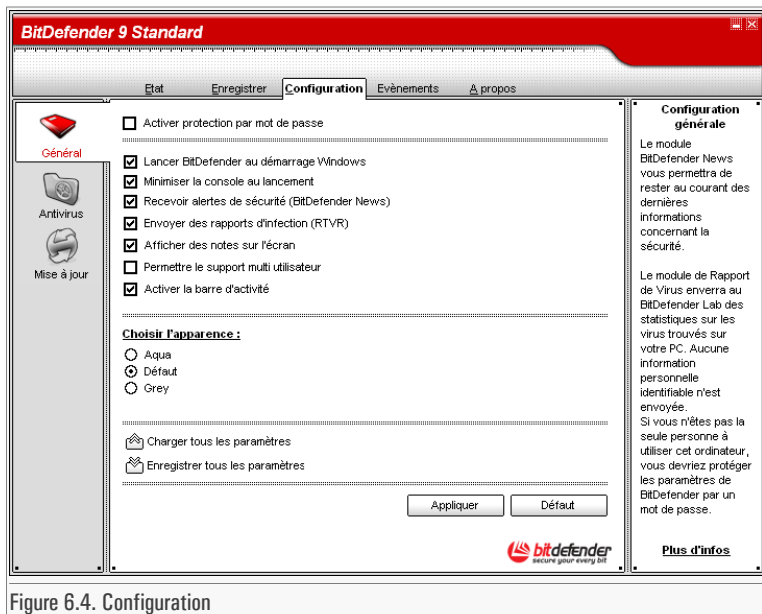 BitDefender 9 Standard
Etat Enregistrer Configuration Evènements A propos
Général
Antivirus
Mise à jour
Activer protection par mot de passe
Lancer BitDefender au démarrage Windows
Minimiser la console au lancement
Recevoir alertes de sécurité (BitDefender News)
Envoyer des rapports d'infection (RTVR)
Afficher des notes sur l'écran
Permettre le support multi utilisateur
Activer la barre d'activité
Choisir l'apparence :
Aqua
Défaut
Grey
Charger tous les paramètres
Enregistrer tous les paramètres
Appliquer Défaut
bitdefender
secure your every bit
Configuration
générale
Le module
BitDefender News
vous permettra de
rester au courant des
dernières
informations
concernant la
sécurité.
Le module de Rapport
de Virus enverra au
BitDefender Lab des
statistiques sur les
virus trouvés sur
votre PC. Aucune
information
personnelle
identifiable n'est
envoyée.
Si vous n'êtes pas la
seule personne à
utiliser cet ordinateur,
vous devriez protéger
les paramètres de
BitDefender par un
mot de passe.
Plus d'infos
Figure 6.4. Configuration